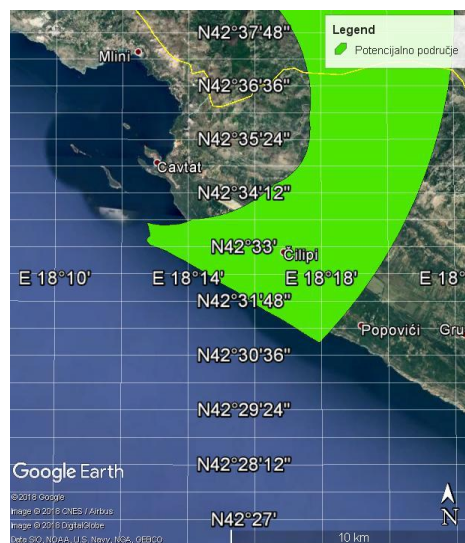 N42°37'48"
Legend
Potencijalno područje
Mlini
N42°36'36"
N42°35'24"
Cavtat
N42°34'12"
N42°33'
Čilipi
E 18°10'
E 18°14'
E 18°18'
E 18°
N42°31'48"
Popovići
Gru
N42°30'36"
N42°29'24"
N42°28'12"
Google Earth
©2018 Google
Image © 2018 CNES / Airbus
Image © 2018 DigitalGlobe
Data SIO, NOAA, U.S. Navy, NGA, GEBCO
N42°27'
N
10 km